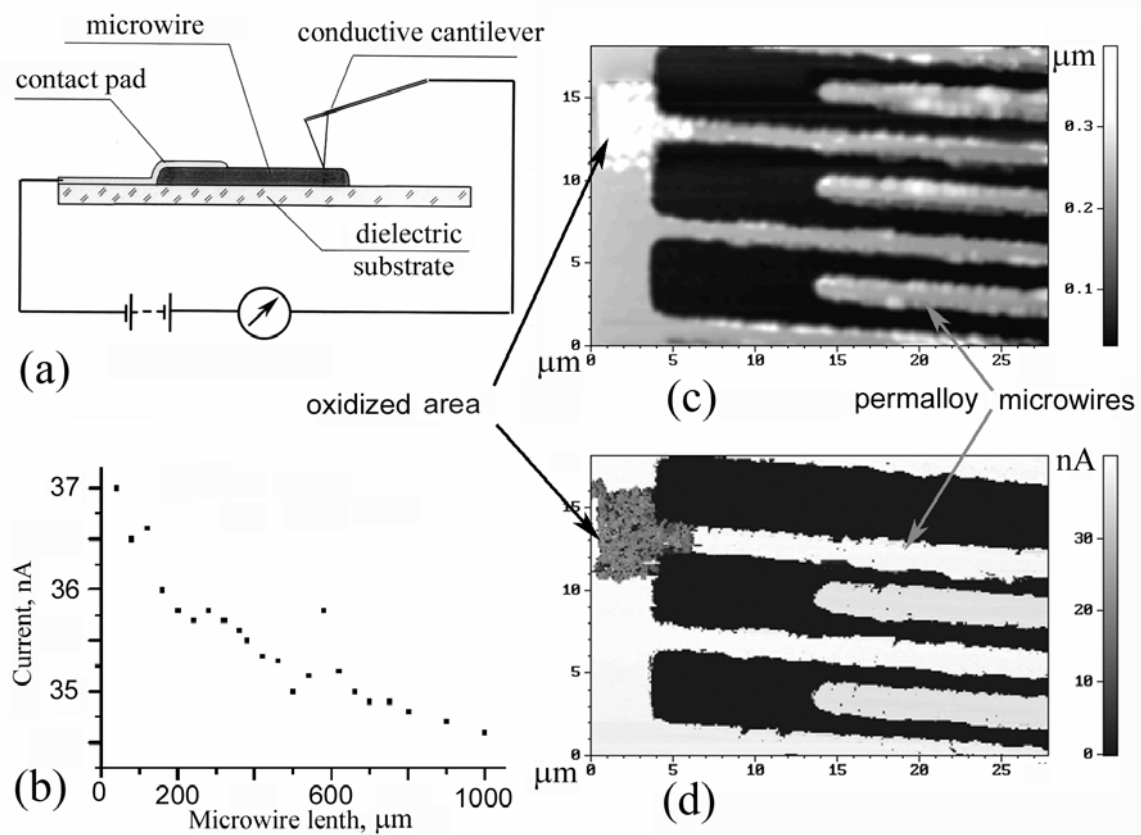 microwire
conductive cantilever
contact pad
dielectric
substrate
(a)
μm
15
10
5
0
0
5
10
15
20
25
μm
0.3
0.2
0.1
(c)
oxidized area
permalloy microwires
37
36
35
Current, nA
0
200
600
1000
Microwire lenth, μm
(b)
nA
15
10
5
0
0
5
10
15
20
25
μm
30
20
10
0
(d)